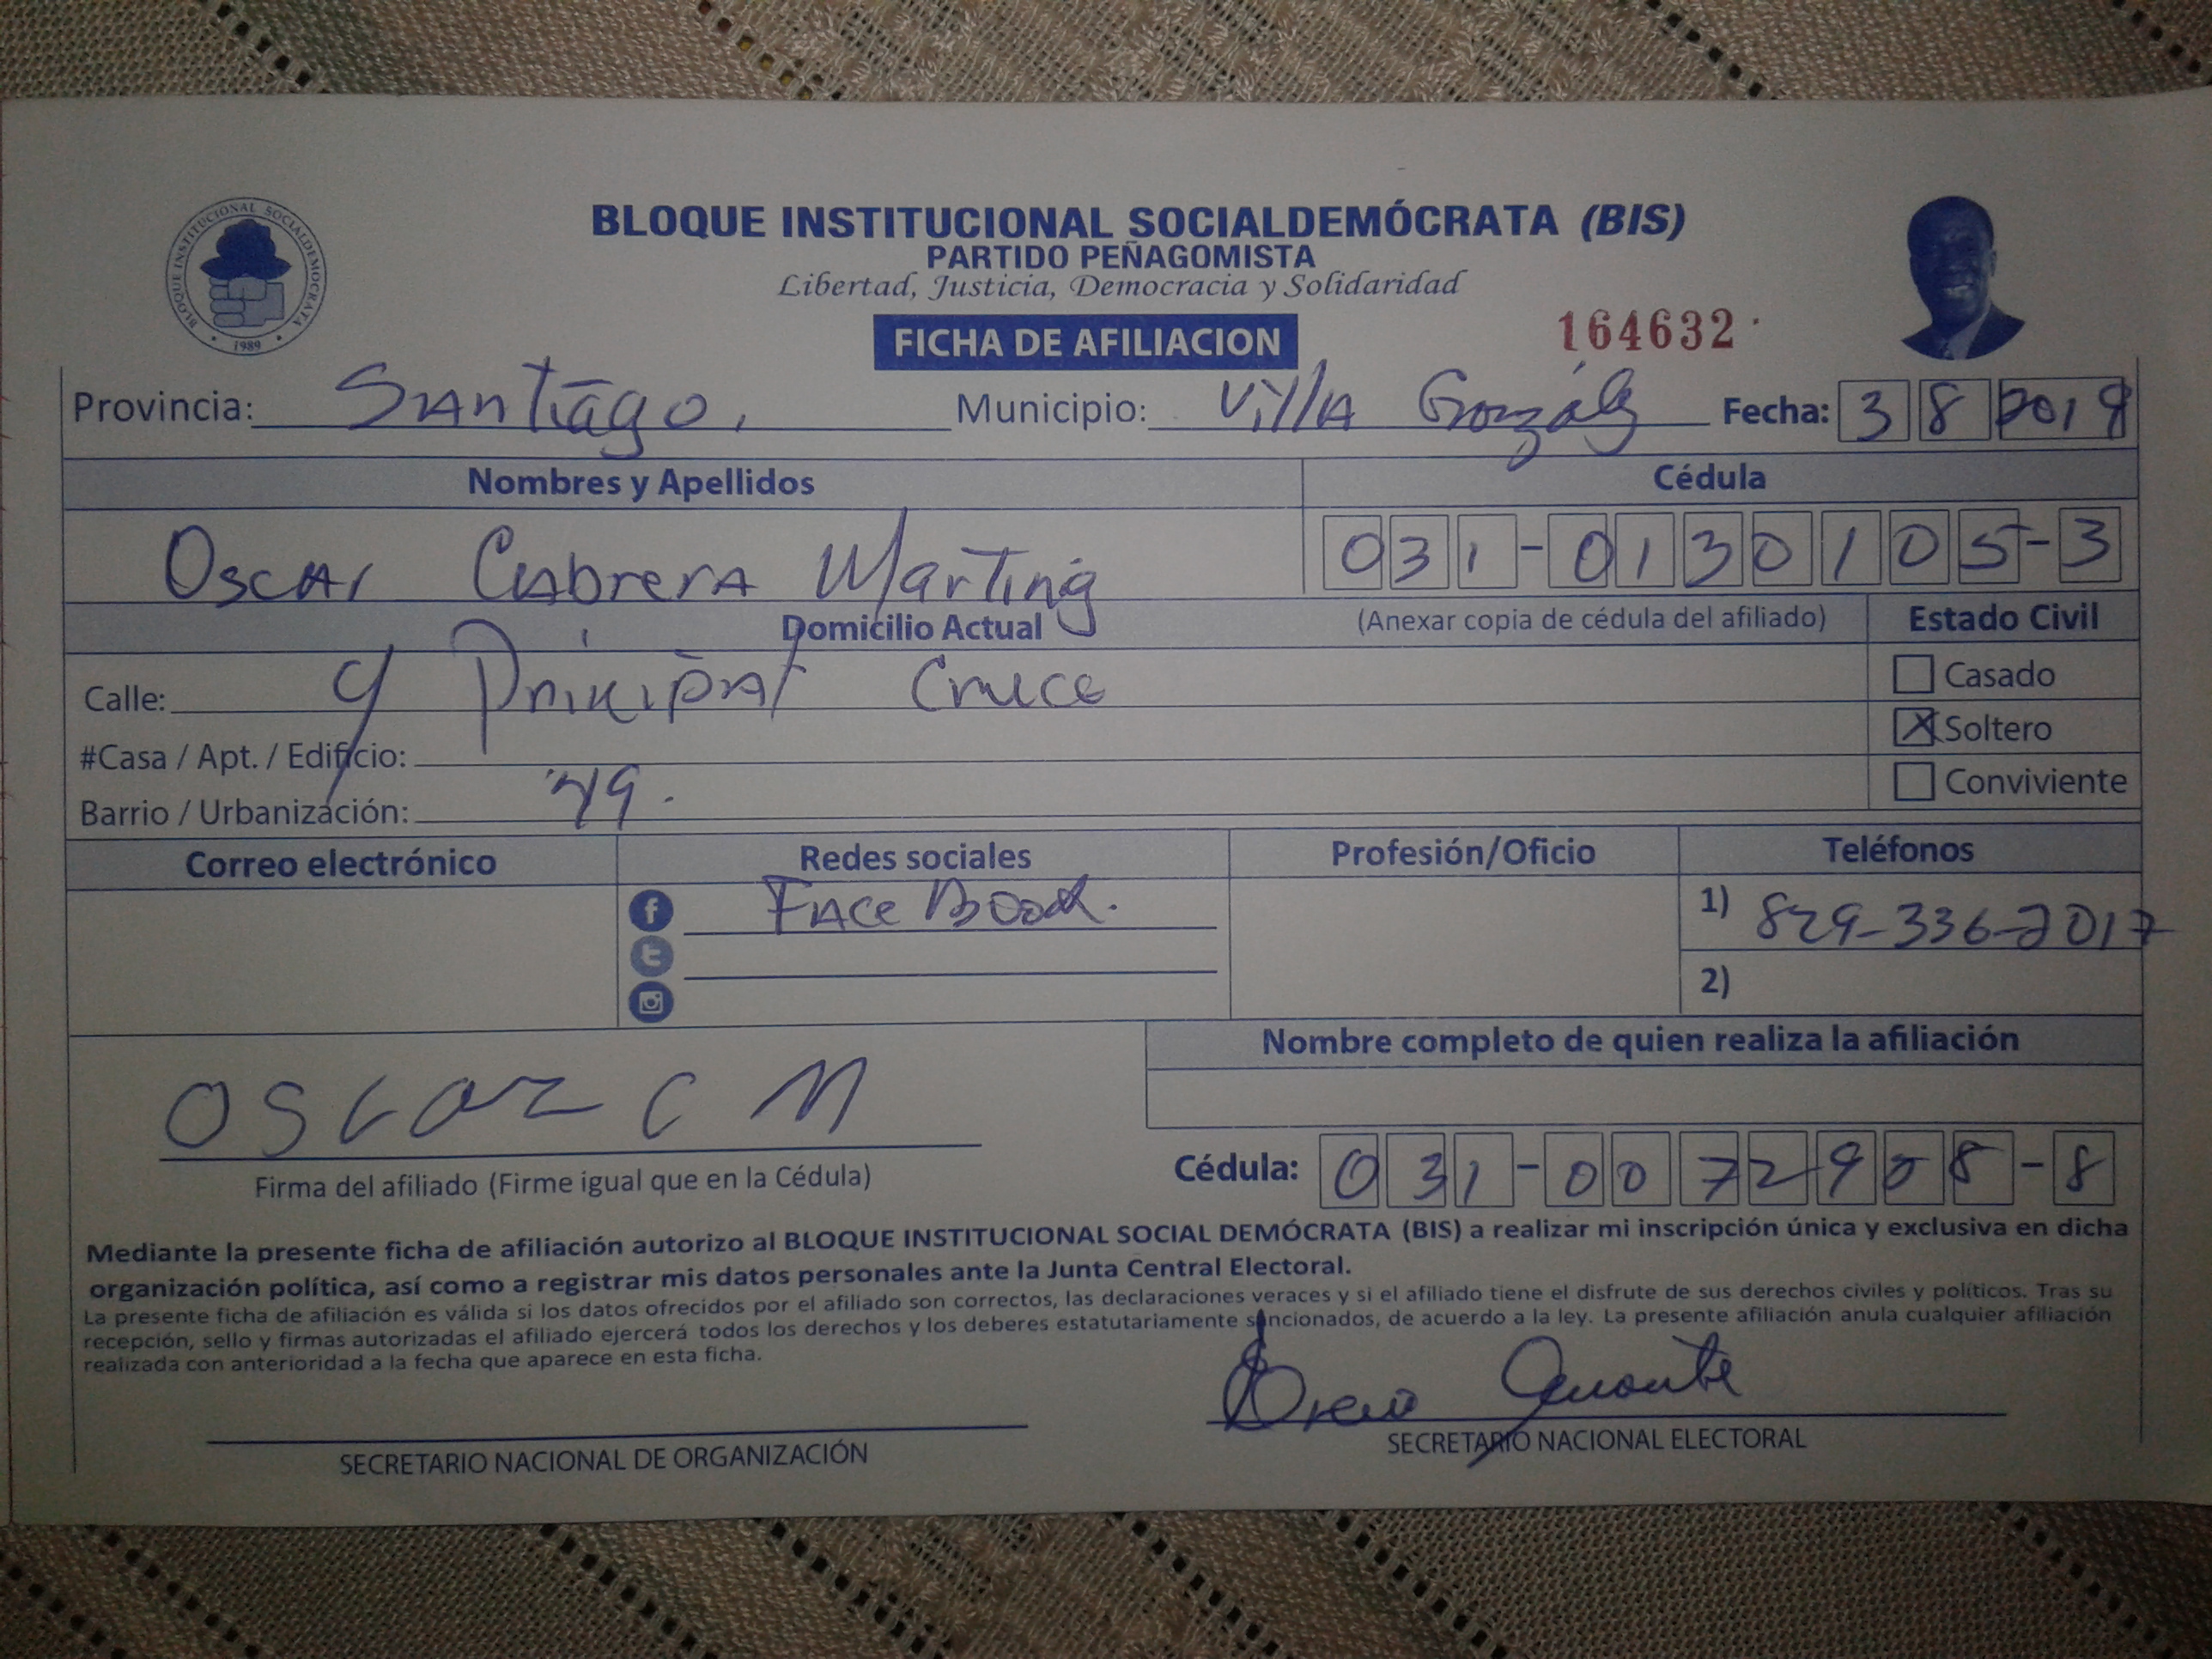 BLOQUE INSTITUCIONAL SOCIALDEMOCRATA
1989
BLOQUE INSTITUCIONAL SOCIALDEMÓCRATA (BIS)
PARTIDO PEÑAGOMISTA
Libertad, Justicia, Democracia y Solidaridad
FICHA DE AFILIACION 164632
Provincia: Santiago, Municipio: Villa González Fecha: 3 8 2019
Nombres y Apellidos Cédula
Oscar Cabrera Martinez 031-0130105-3
Domicilio Actual (Anexar copia de cédula del afiliado) Estado Civil
Calle: Cruce Casado
#Casa / Apt. / Edificio: X Soltero
Barrio / Urbanización: Conviviente
Correo electrónico Redes sociales Profesión/Oficio Teléfonos
Face Book. 1) 829-336-2017
2)
Nombre completo de quien realiza la afiliación
Oscar C M
Firma del afiliado (Firme igual que en la Cédula) Cédula: 031-0072908-8
Mediante la presente ficha de afiliación autorizo al BLOQUE INSTITUCIONAL SOCIAL DEMÓCRATA (BIS) a realizar mi inscripción única y exclusiva en dicha
organización política, así como a registrar mis datos personales ante la Junta Central Electoral.
La presente ficha de afiliación es válida si los datos ofrecidos por el afiliado son correctos, las declaraciones veraces y si el afiliado tiene el disfrute de sus derechos civiles y políticos. Tras su
recepción, sello y firmas autorizadas el afiliado ejercerá todos los derechos y los deberes estatutariamente sancionados, de acuerdo a la ley. La presente afiliación anula cualquier afiliación
realizada con anterioridad a la fecha que aparece en esta ficha.
SECRETARIO NACIONAL DE ORGANIZACIÓN SECRETARIO NACIONAL ELECTORAL